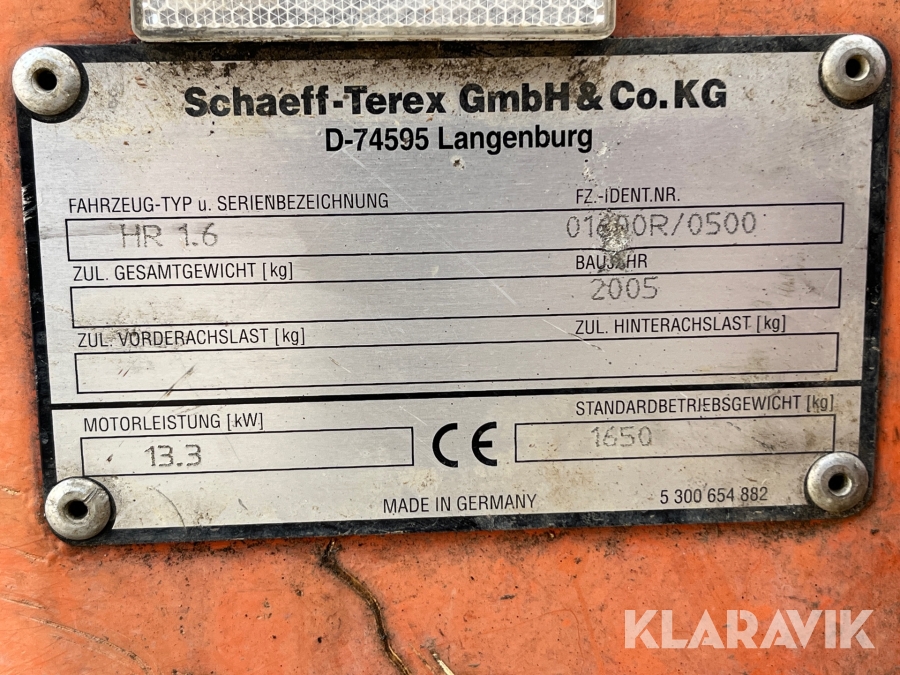 Schaeff-Terex GmbH & Co. KG
D-74595 Langenburg
FAHRZEUG-TYP u. SERIENBEZEICHNUNG FZ.-IDENT.NR.
HR 1.6
ZUL. GESAMTGEWICHT [kg] BAUJAHR
2005
ZUL. VORDERACHSLAST [kg] ZUL. HINTERACHSLAST [kg]
MOTORLEISTUNG [kW] STANDARDBETRIEBSGEWICHT [kg]
13.3 CE 1650
MADE IN GERMANY 5 300 654 882
KLARAVIK